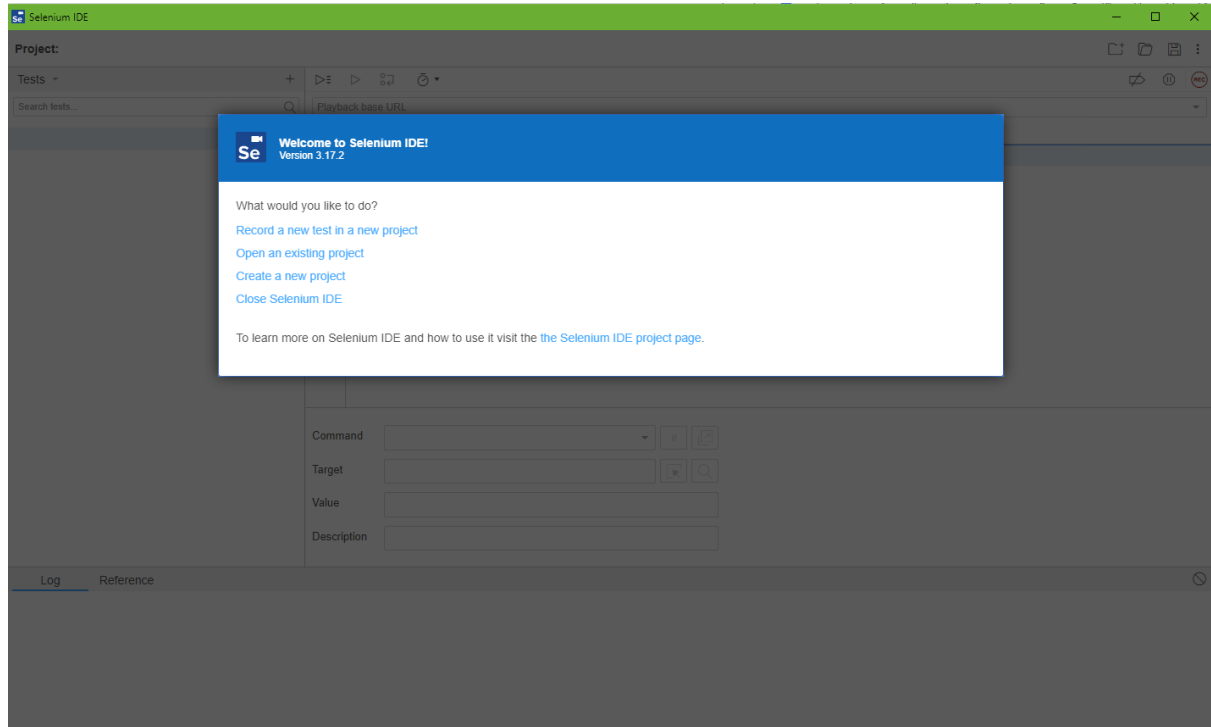 Se Selenium IDE
Project:
Tests
Search tests...
Playback base URL
REC
Se
Welcome to Selenium IDE!
Version 3.17.2
What would you like to do?
Record a new test in a new project
Open an existing project
Create a new project
Close Selenium IDE
To learn more on Selenium IDE and how to use it visit the the Selenium IDE project page.
Command
//
Target
Value
Description
Log Reference